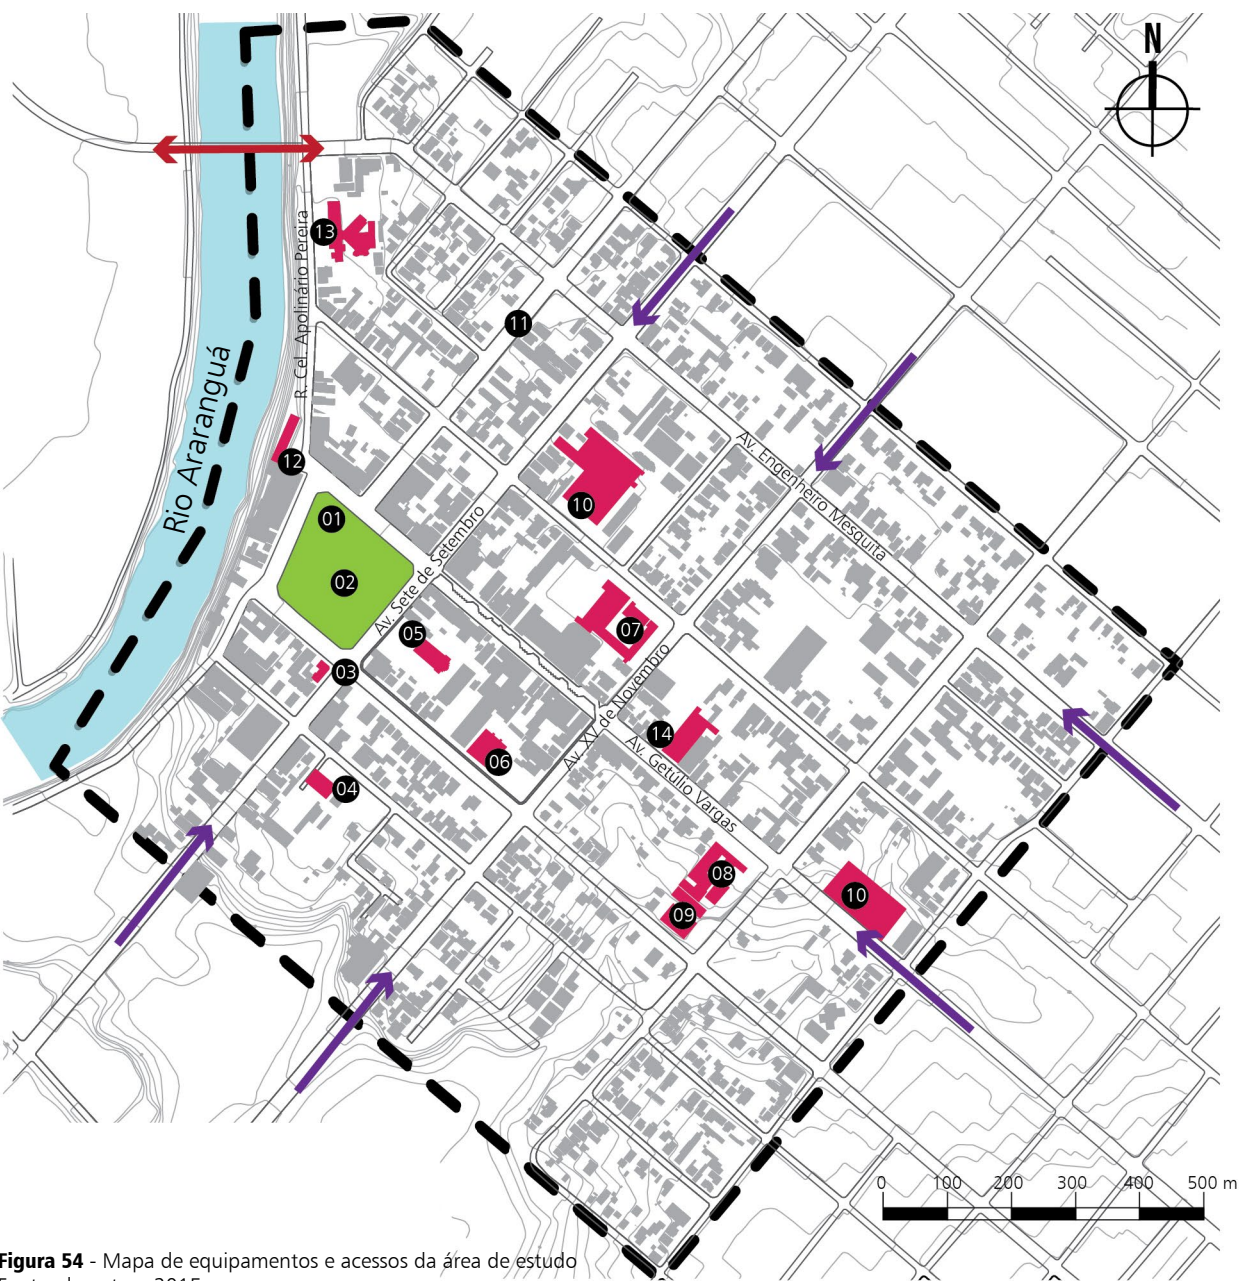 N
13
R. Cel. Apolinário Pereira
11
Rio Araranguá
12
Av. Engenheiro Mesquita
10
01
02
Av. Sete de Setembro
05
07
03
Av. XV de Novembro
14
06
Av. Getúlio Vargas
04
08
10
09
0 100 200 300 400 500 m
Figura 54 - Mapa de equipamentos e acessos da área de estudo